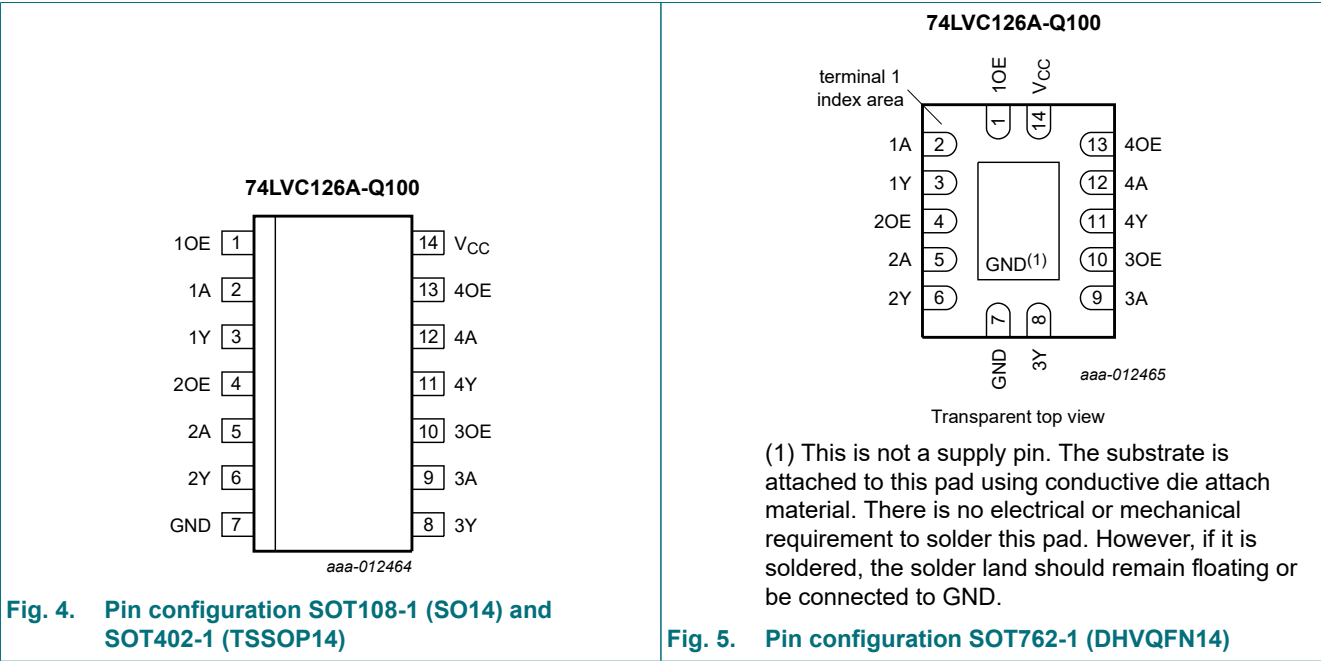 74LVC126A-Q100
1OE 1 14 VCC
1A 2 13 4OE
1Y 3 12 4A
2OE 4 11 4Y
2A 5 10 3OE
2Y 6 9 3A
GND 7 8 3Y
aaa-012464
Fig. 4. Pin configuration SOT108-1 (SO14) and
SOT402-1 (TSSOP14)
74LVC126A-Q100
terminal 1
index area
1OE VCC
1 14
1A 2 13 4OE
1Y 3 12 4A
2OE 4 11 4Y
2A 5 10 3OE
GND(1)
2Y 6 9 3A
7 8
GND 3Y
aaa-012465
Transparent top view
(1) This is not a supply pin. The substrate is
attached to this pad using conductive die attach
material. There is no electrical or mechanical
requirement to solder this pad. However, if it is
soldered, the solder land should remain floating or
be connected to GND.
Fig. 5. Pin configuration SOT762-1 (DHVQFN14)